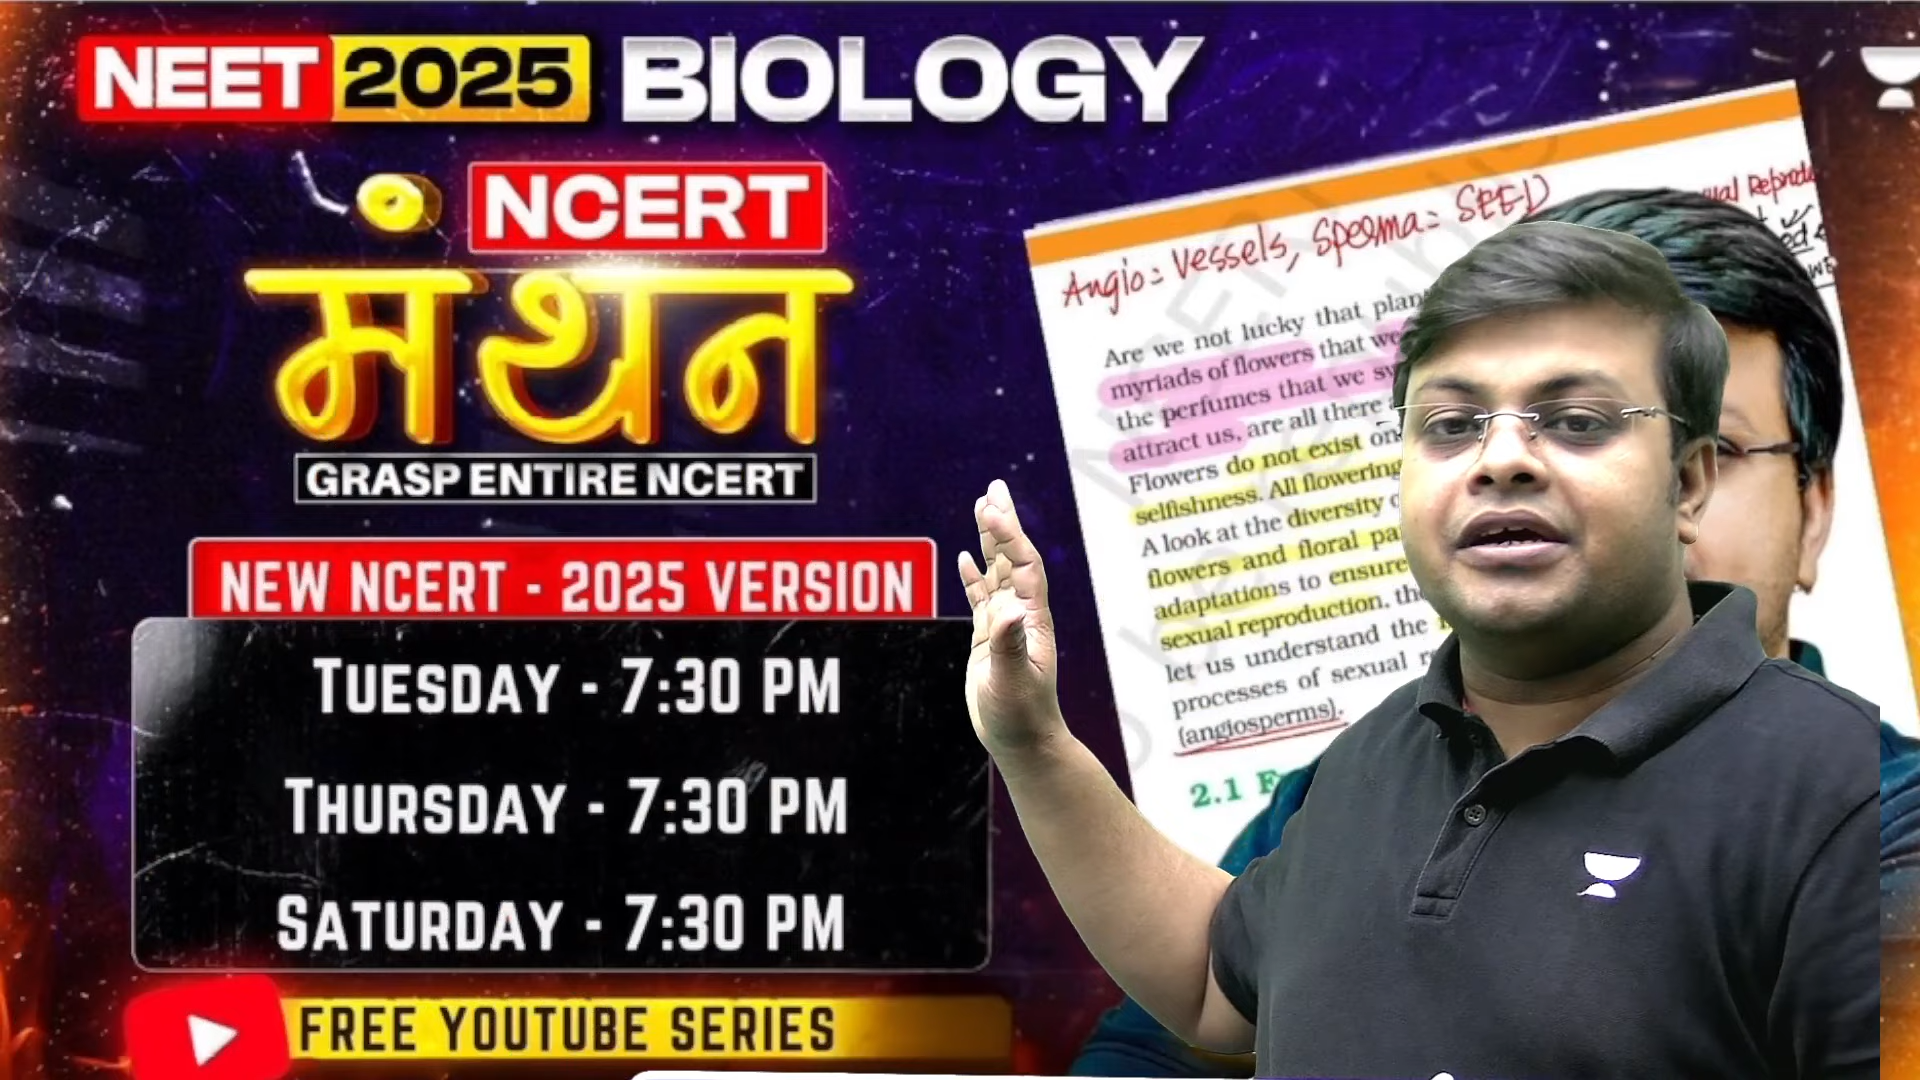 NEET 2025 BIOLOGY
NCERT
मंथन
GRASP ENTIRE NCERT
NEW NCERT - 2025 VERSION
TUESDAY - 7:30 PM
THURSDAY - 7:30 PM
SATURDAY - 7:30 PM
FREE YOUTUBE SERIES
Angio = Vessels, Sperma = SEED
Are we not lucky that
myriads of flowers that we
the perfumes that we
attract us, are all there
Flowers do not exist
selfishness. All flowering
A look at the diversity
flowers and floral
adaptations to ensure
sexual reproduction.
let us understand the
processes of sexual
(angiosperms).
2.1